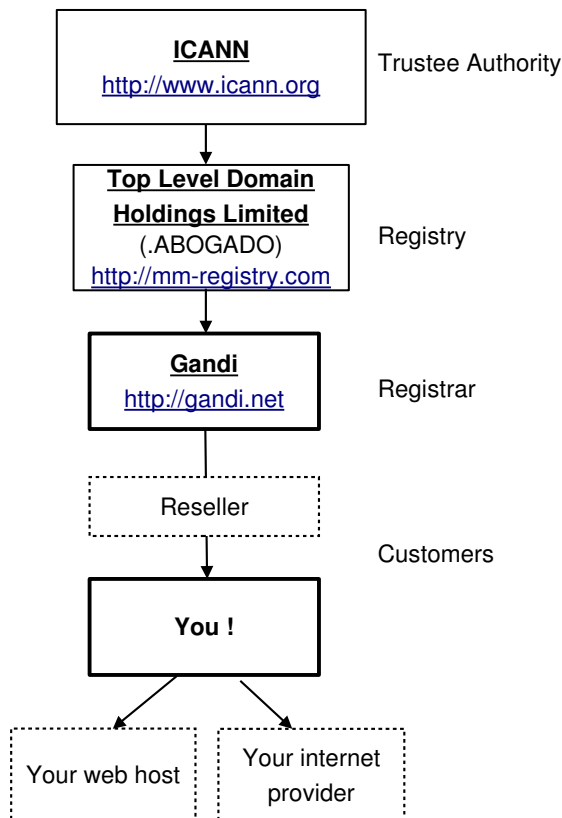 ICANN
http://www.icann.org
Trustee Authority
Top Level Domain
Holdings Limited
(.ABOGADO)
http://mm-registry.com
Registry
Gandi
http://gandi.net
Registrar
Reseller
Customers
You !
Your web host
Your internet
provider